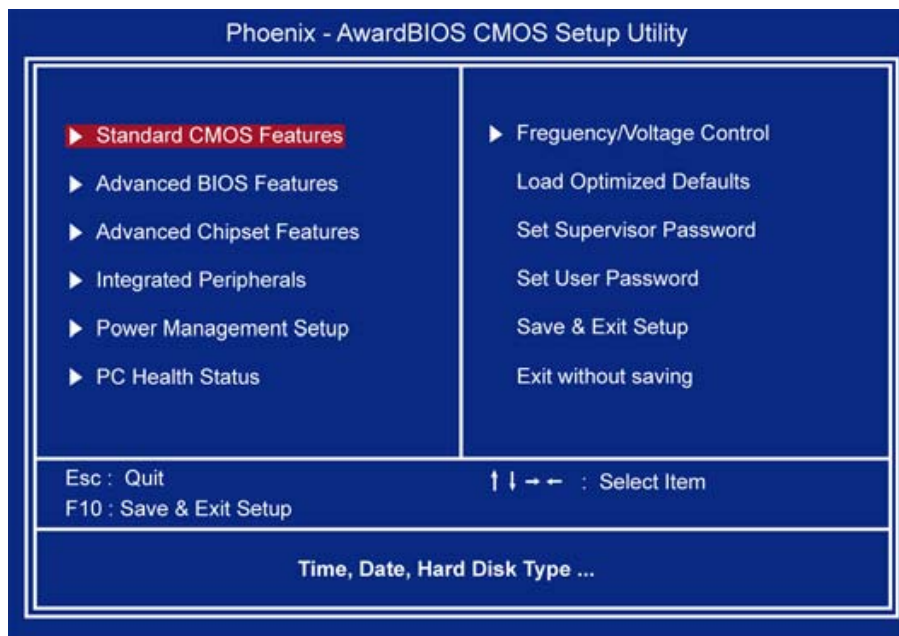 Phoenix - AwardBIOS CMOS Setup Utility
▶ Standard CMOS Features
▶ Advanced BIOS Features
▶ Advanced Chipset Features
▶ Integrated Peripherals
▶ Power Management Setup
▶ PC Health Status
▶ Freguency/Voltage Control
Load Optimized Defaults
Set Supervisor Password
Set User Password
Save & Exit Setup
Exit without saving
Esc : Quit
F10 : Save & Exit Setup
↑ ↓ → ← : Select Item
Time, Date, Hard Disk Type ...